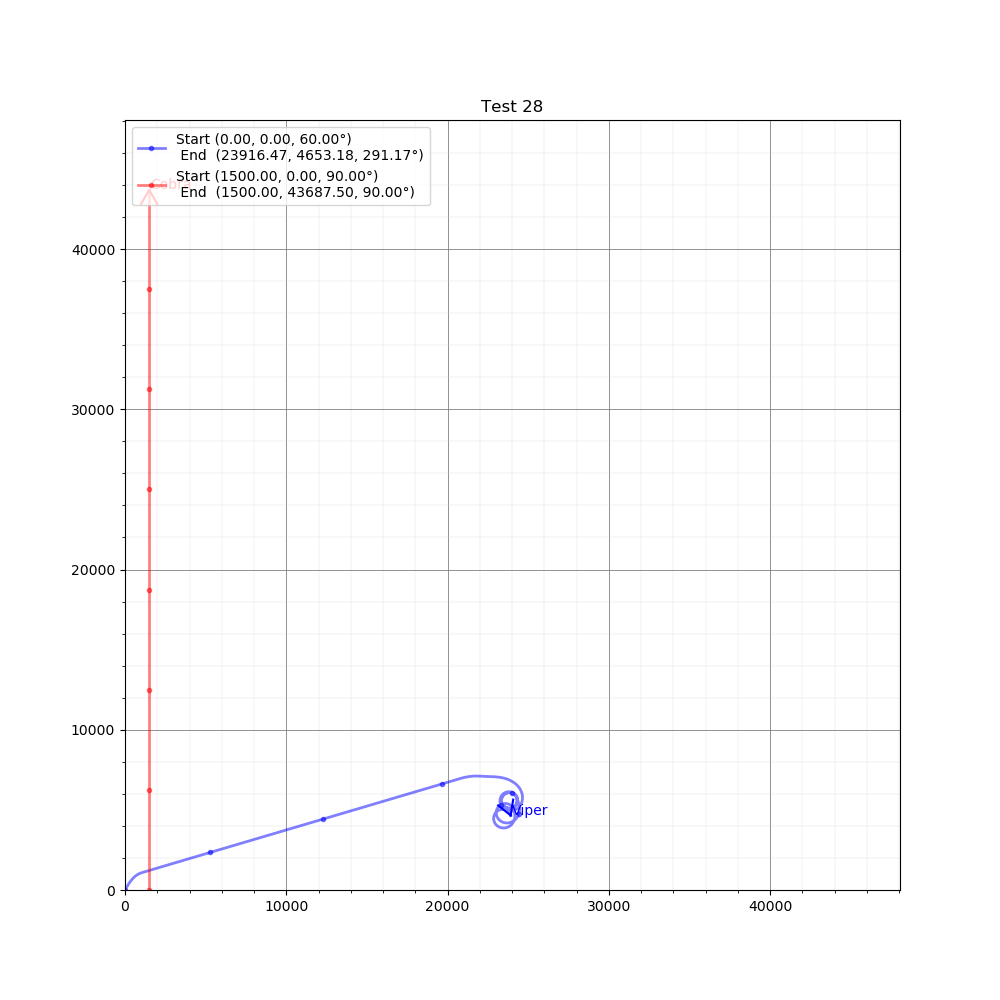 Test 28
Start (0.00, 0.00, 60.00°)
End (23916.47, 4653.18, 291.17°)
Start (1500.00, 0.00, 90.00°)
End (1500.00, 43687.50, 90.00°)
Cobra
40000
30000
20000
10000
Viper
0
0 10000 20000 30000 40000